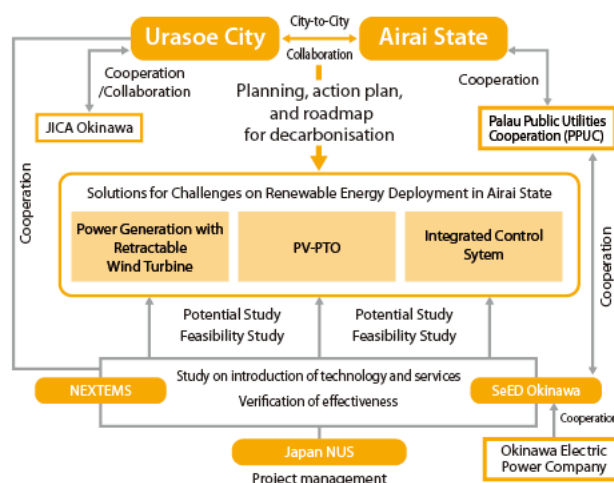 City-to-City
Urasoe City
Airai State
Collaboration
Cooperation
/Collaboration
Planning, action plan,
and roadmap
for decarbonisation
Cooperation
JICA Okinawa
Palau Public Utilities
Cooperation (PPUC)
Solutions for Challenges on Renewable Energy Deployment in Airai State
Power Generation with
Retractable
Wind Turbine
PV-PTO
Integrated Control
Sytem
Cooperation
Cooperation
Potential Study
Feasibility Study
Potential Study
Feasibility Study
Study on introduction of technology and services
Verification of effectiveness
NEXTEMS
SeED Okinawa
Cooperation
Japan NUS
Project management
Okinawa Electric
Power Company